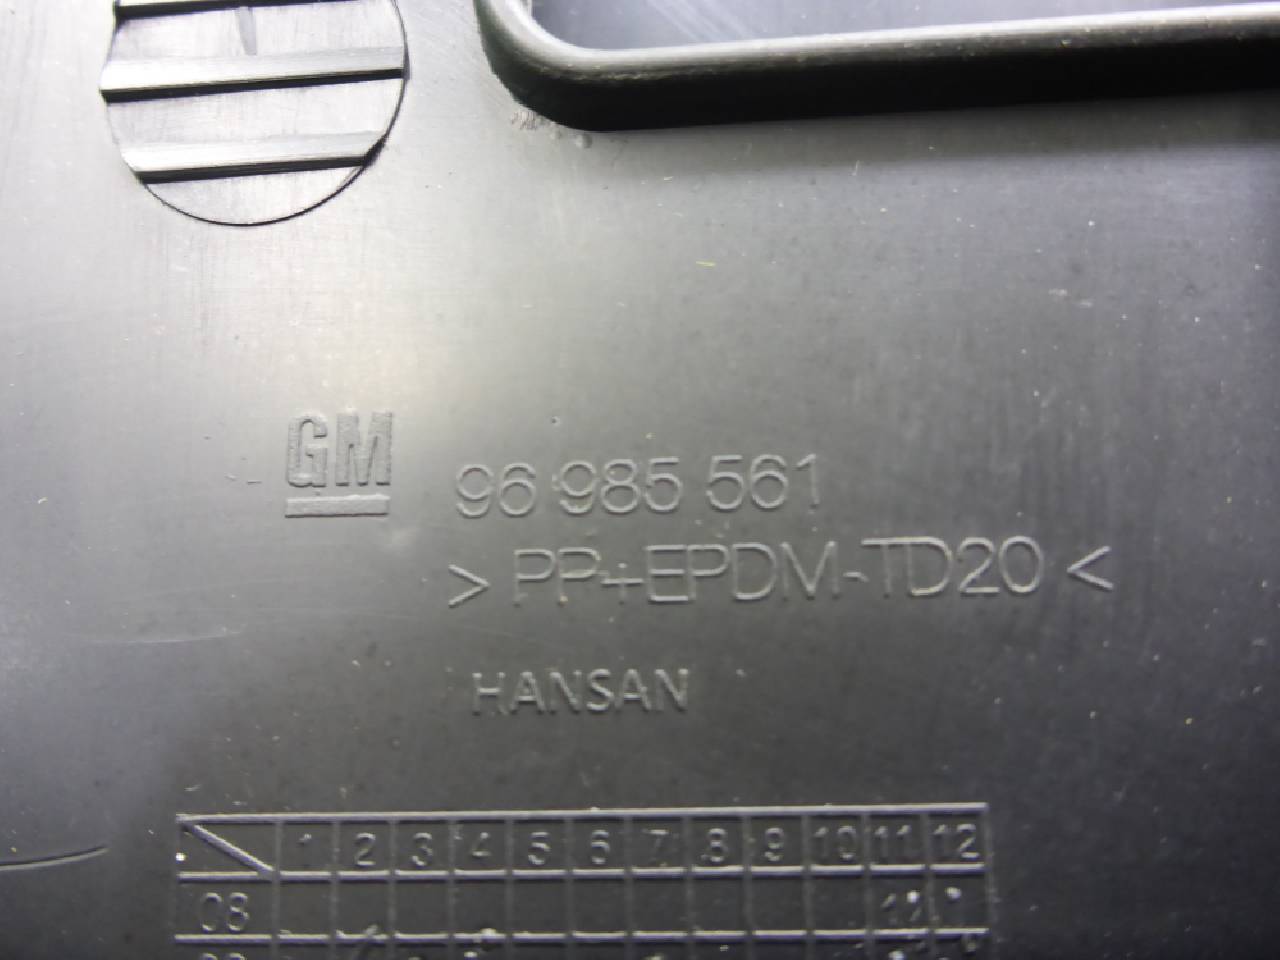 GM
96 985 561
> PP+EPDM-TD20 <
HANSAN
1 2 3 4 5 6 7 8 9 10 11 12
08